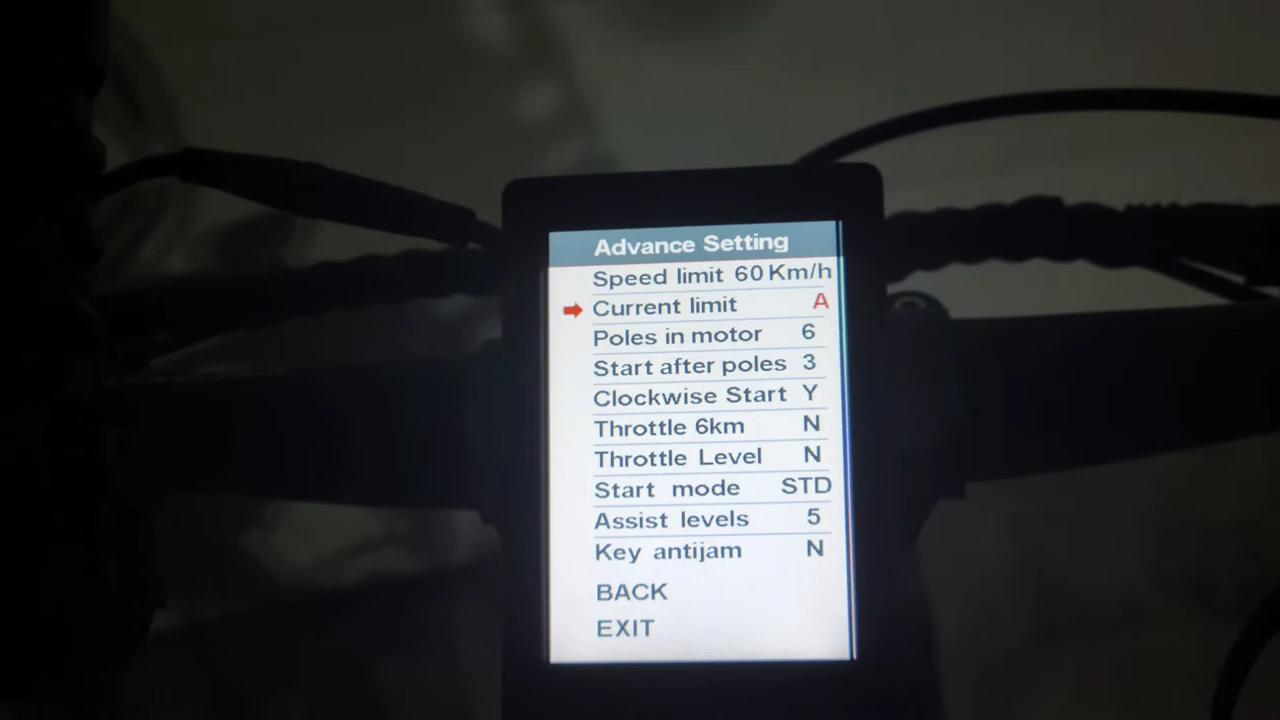 Advance Setting
Speed limit 60 Km/h
Current limit A
Poles in motor 6
Start after poles 3
Clockwise Start Y
Throttle 6km N
Throttle Level N
Start mode STD
Assist levels 5
Key antijam N
BACK
EXIT